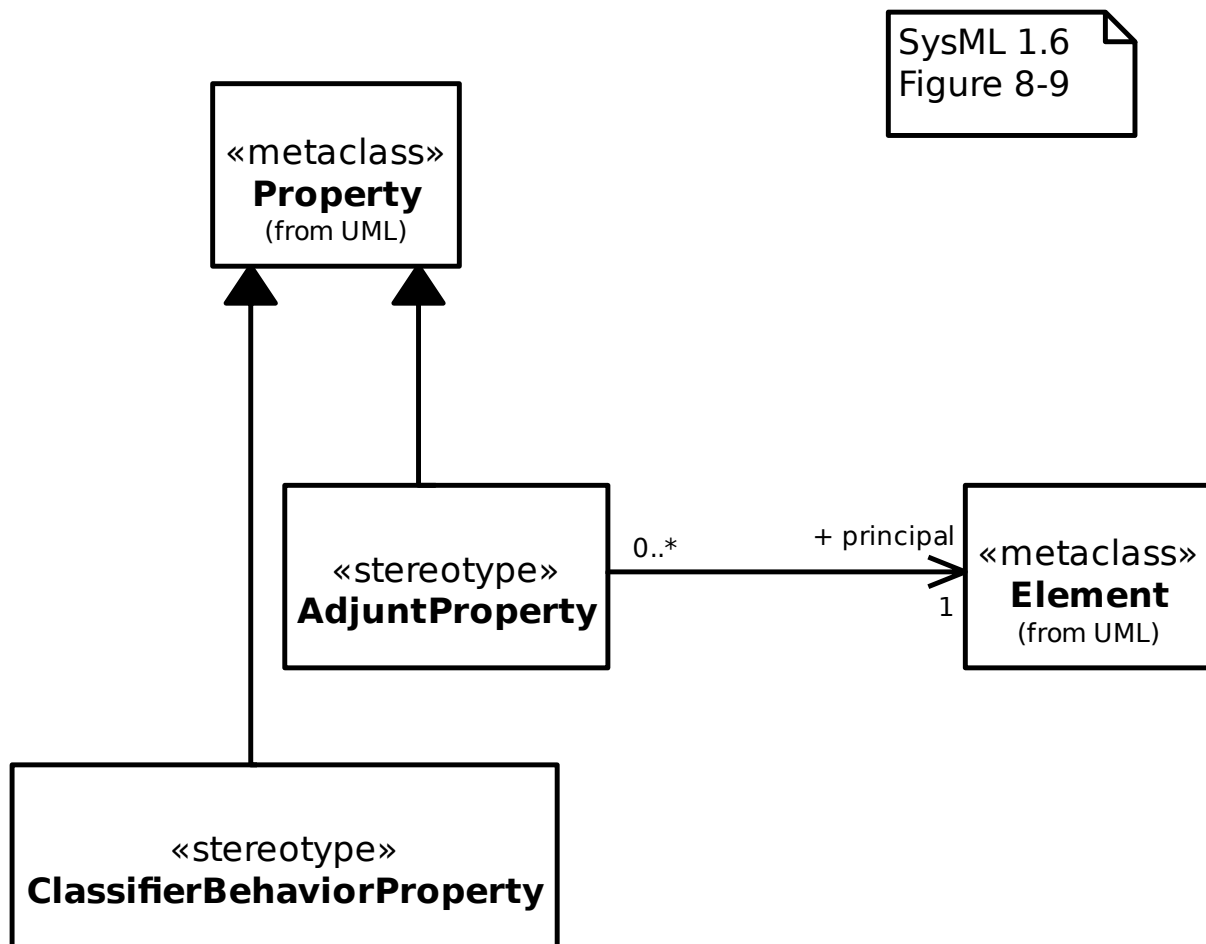 SysML 1.6
Figure 8-9
«metaclass»
Property
(from UML)
«stereotype»
AdjuntProperty
0..*
+ principal
1
«metaclass»
Element
(from UML)
«stereotype»
ClassifierBehaviorProperty